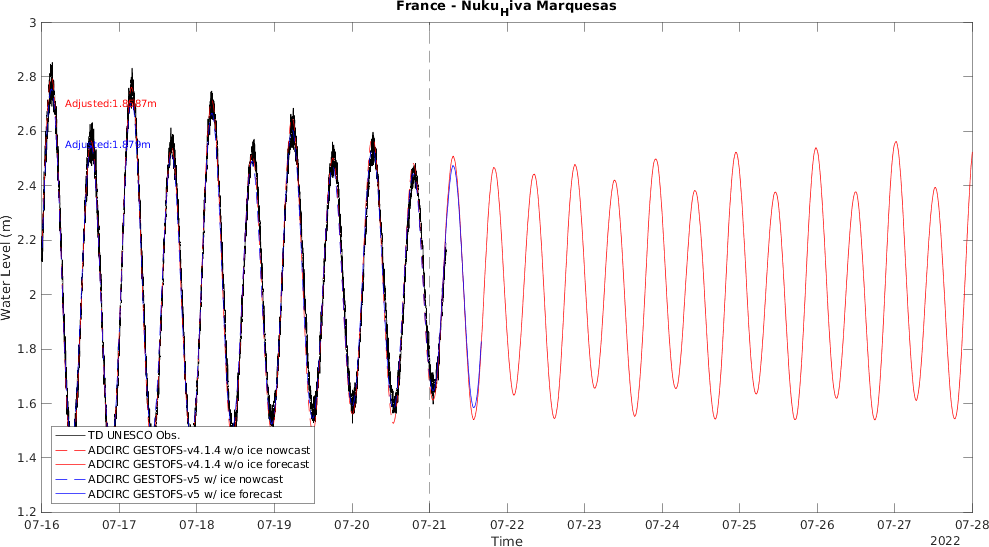 France - Nuku_Hiva Marquesas
3
2.8
2.6
2.4
2.2
2
1.8
1.6
1.4
1.2
Water Level (m)
Adjusted:1.8787m
Adjusted:1.879m
TD UNESCO Obs.
ADCIRC GESTOFS-v4.1.4 w/o ice nowcast
ADCIRC GESTOFS-v4.1.4 w/o ice forecast
ADCIRC GESTOFS-v5 w/ ice nowcast
ADCIRC GESTOFS-v5 w/ ice forecast
07-16 07-17 07-18 07-19 07-20 07-21 07-22 07-23 07-24 07-25 07-26 07-27 07-28
Time
2022